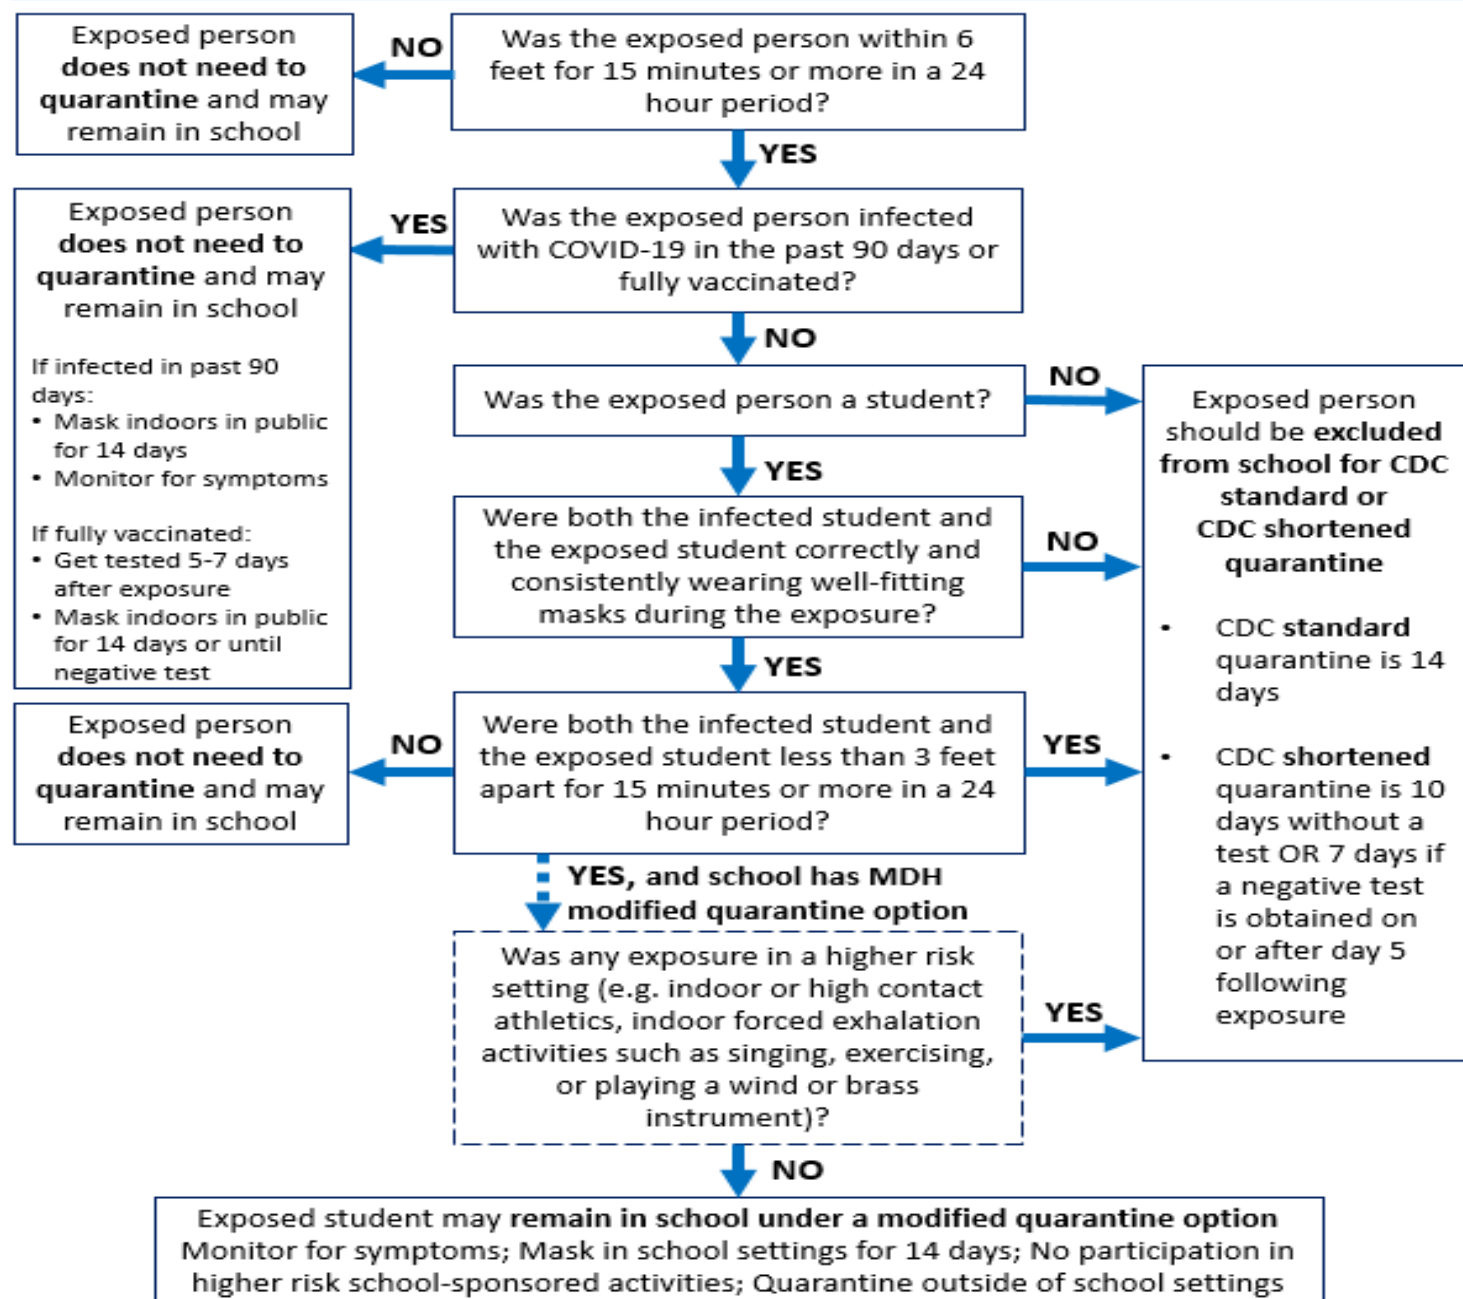 Exposed person
does not need to
quarantine and may
remain in school
NO
Was the exposed person within 6
feet for 15 minutes or more in a 24
hour period?
YES
Exposed person
does not need to
quarantine and may
remain in school
If infected in past 90
days:
• Mask indoors in public
for 14 days
• Monitor for symptoms
If fully vaccinated:
• Get tested 5-7 days
after exposure
• Mask indoors in public
for 14 days or until
negative test
YES
Was the exposed person infected
with COVID-19 in the past 90 days or
fully vaccinated?
NO
Was the exposed person a student?
NO
YES
Exposed person
should be excluded
from school for CDC
standard or
CDC shortened
quarantine
• CDC standard
quarantine is 14
days
• CDC shortened
quarantine is 10
days without a
test OR 7 days if
a negative test
is obtained on
or after day 5
following
exposure
Were both the infected student and
the exposed student correctly and
consistently wearing well-fitting
masks during the exposure?
NO
YES
Exposed person
does not need to
quarantine and may
remain in school
NO
Were both the infected student and
the exposed student less than 3 feet
apart for 15 minutes or more in a 24
hour period?
YES
YES, and school has MDH
modified quarantine option
Was any exposure in a higher risk
setting (e.g. indoor or high contact
athletics, indoor forced exhalation
activities such as singing, exercising,
or playing a wind or brass
instrument)?
YES
NO
Exposed student may remain in school under a modified quarantine option
Monitor for symptoms; Mask in school settings for 14 days; No participation in
higher risk school-sponsored activities; Quarantine outside of school settings